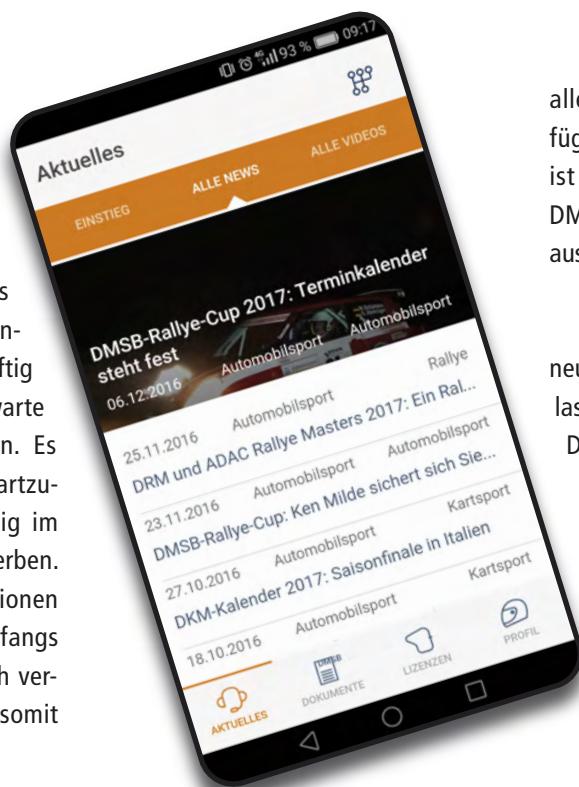 s
n-
ftig
warte
n. Es
artzu-
ig im
erben.
ionen
fangs
h ver-
somit
93 % 09:17
Aktuelles
EINSTIEG ALLE NEWS ALLE VIDEOS
DMSB-Rallye-Cup 2017: Terminkalender
steht fest
06.12.2016 Automobilsport Automobilsport
25.11.2016 Automobilsport Rallye
DRM und ADAC Rallye Masters 2017: Ein Ral...
23.11.2016 Automobilsport Automobilsport
DMSB-Rallye-Cup: Ken Milde sichert sich Sie...
27.10.2016 Automobilsport Kartsport
DKM-Kalender 2017: Saisonfinale in Italien
18.10.2016 Automobilsport Kartsport
DMSB
AKTUELLES DOKUMENTE LIZENZEN PROFIL
alle
füg
ist
DM
aus
neu
las
D